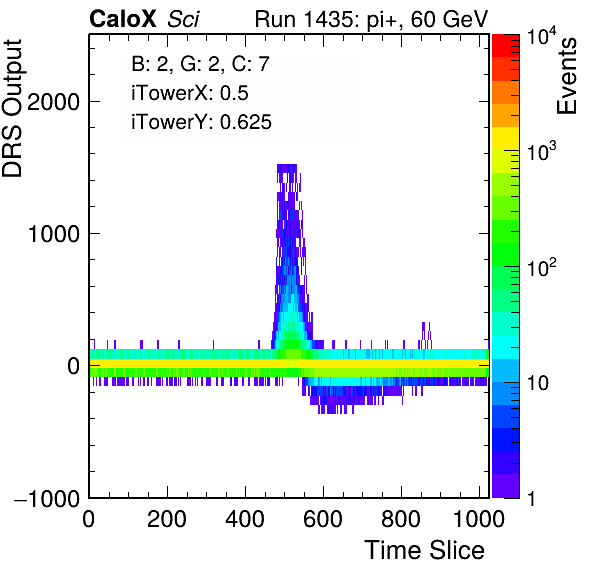 CaloX Sci Run 1435: pi+, 60 GeV
B: 2, G: 2, C: 7
iTowerX: 0.5
iTowerY: 0.625
DRS Output
2000
1000
0
−1000
0 200 400 600 800 1000
Time Slice
Events
10⁴
10³
10²
10
1